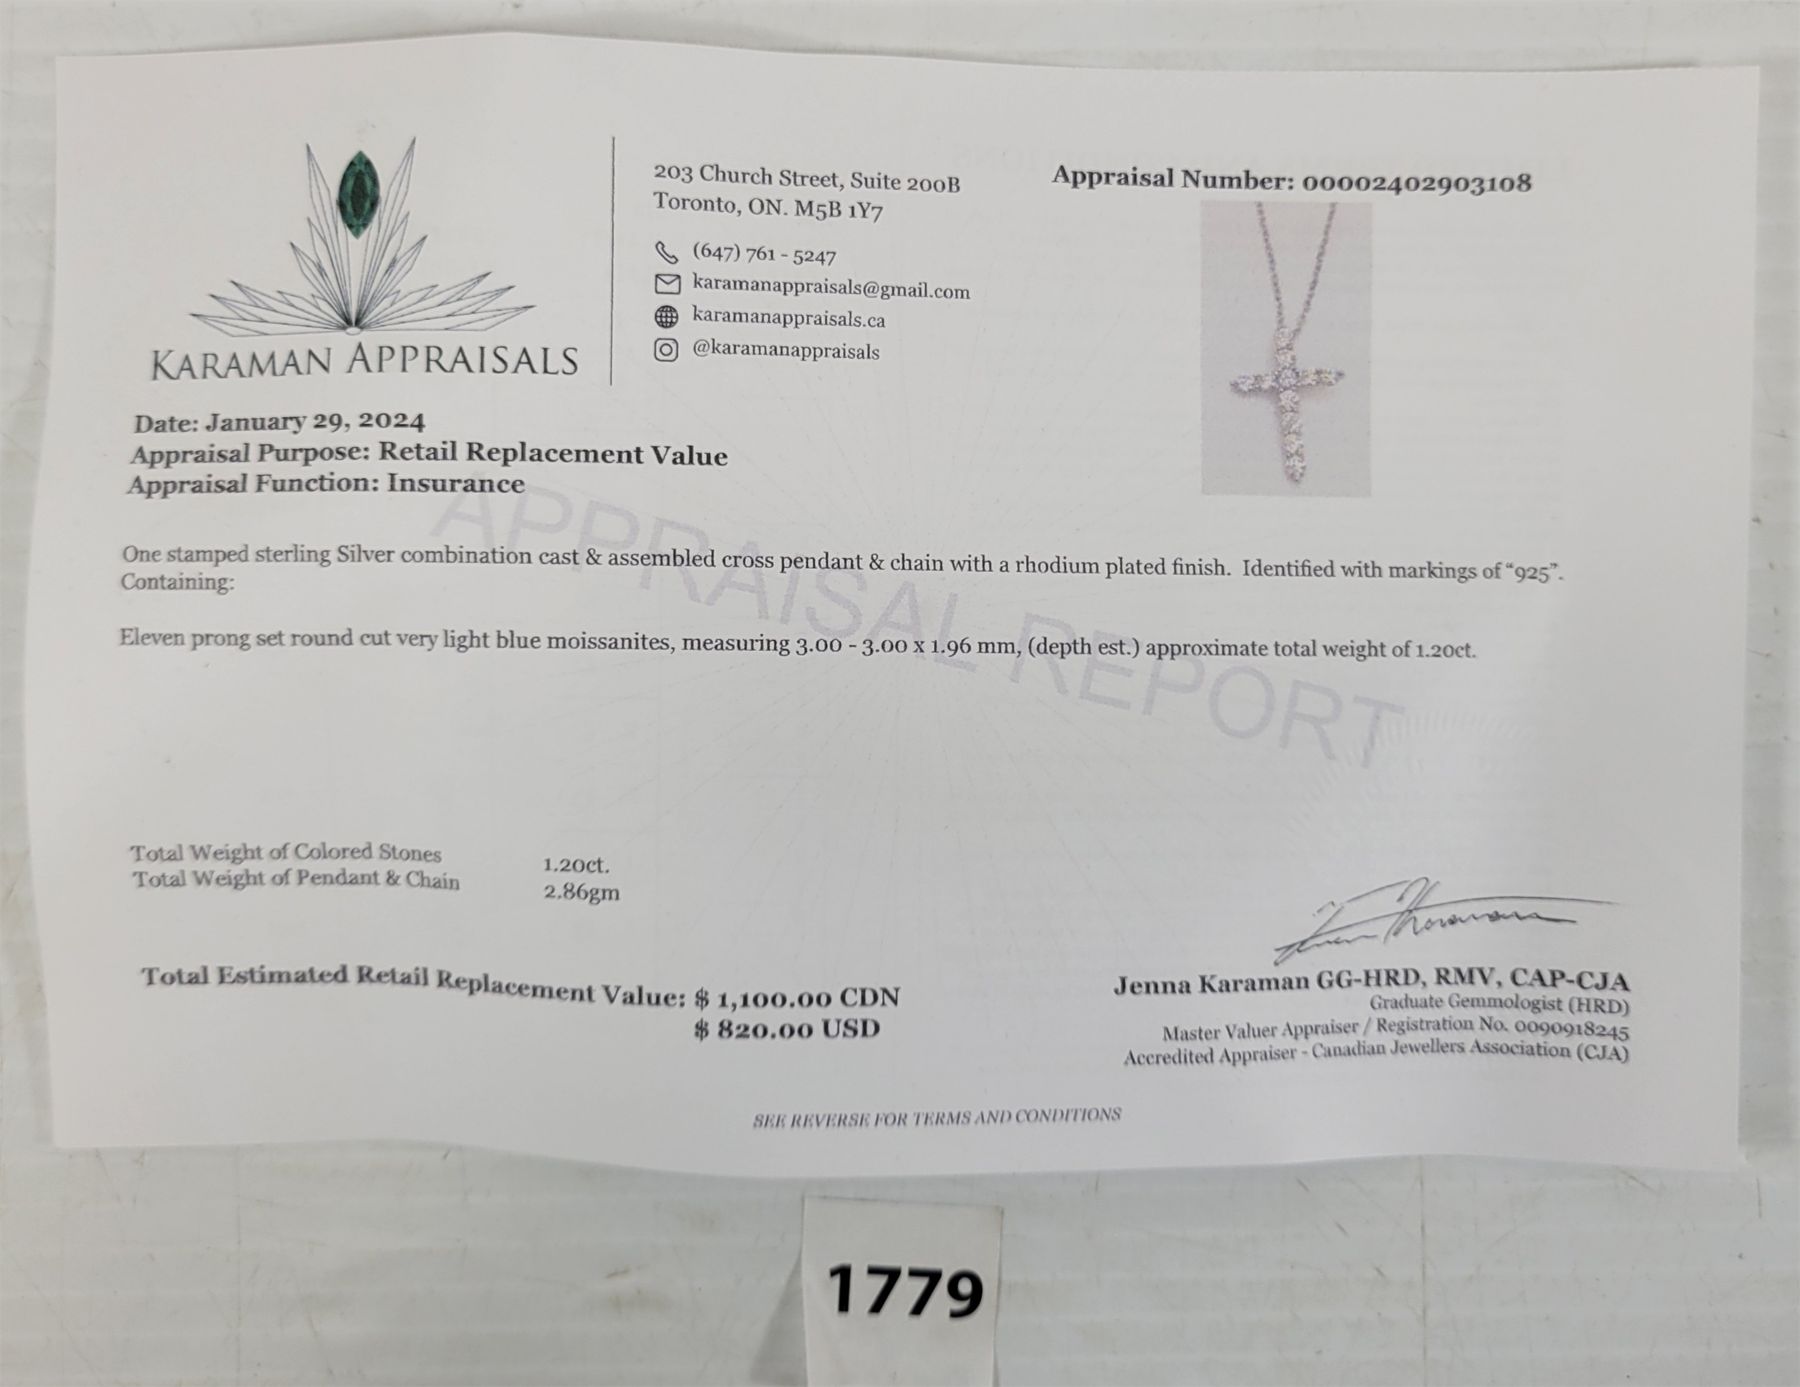 KARAMAN APPRAISALS
203 Church Street, Suite 200B
Toronto, ON. M5B 1Y7
(647) 761 - 5247
karamanappraisals@gmail.com
karamanappraisals.ca
@karamanappraisals
Appraisal Number: 00002402903108
Date: January 29, 2024
Appraisal Purpose: Retail Replacement Value
Appraisal Function: Insurance
APPRAISAL REPORT
One stamped sterling Silver combination cast & assembled cross pendant & chain with a rhodium plated finish. Identified with markings of “925”.
Containing:
Eleven prong set round cut very light blue moissanites, measuring 3.00 - 3.00 x 1.96 mm, (depth est.) approximate total weight of 1.20ct.
Total Weight of Colored Stones 1.20ct.
Total Weight of Pendant & Chain 2.86gm
Total Estimated Retail Replacement Value: $ 1,100.00 CDN
$ 820.00 USD
Jenna Karaman GG-HRD, RMV, CAP-CJA
Graduate Gemmologist (HRD)
Master Valuer Appraiser / Registration No. 0090918245
Accredited Appraiser - Canadian Jewellers Association (CJA)
SEE REVERSE FOR TERMS AND CONDITIONS
1779